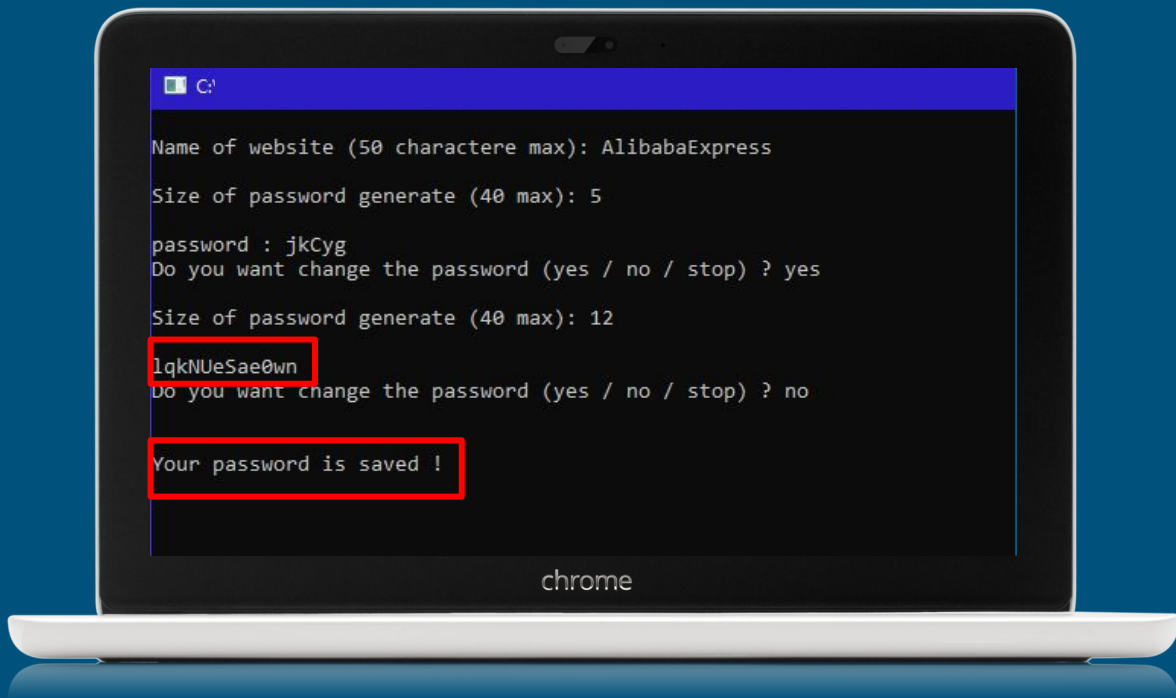 C:\
Name of website (50 charactere max): AlibabaExpress
Size of password generate (40 max): 5
password : jkCyg
Do you want change the password (yes / no / stop) ? yes
Size of password generate (40 max): 12
lqkNUeSae0wn
Do you want change the password (yes / no / stop) ? no
Your password is saved !
chrome